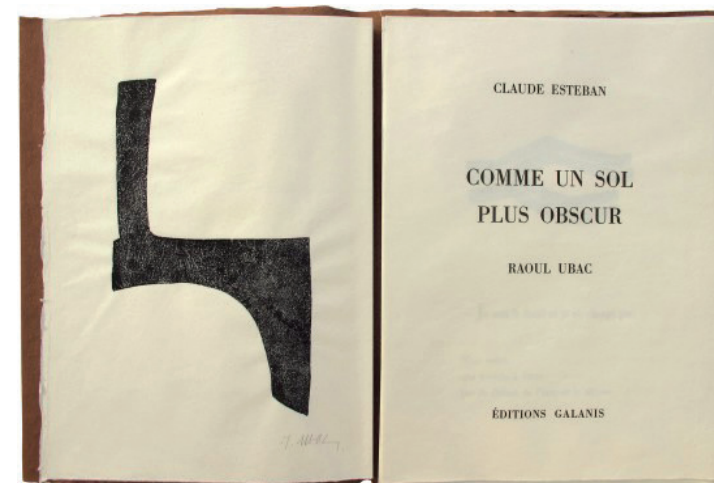 CLAUDE ESTEBAN
COMME UN SOL
PLUS OBSCUR
RAOUL UBAC
ÉDITIONS GALANIS